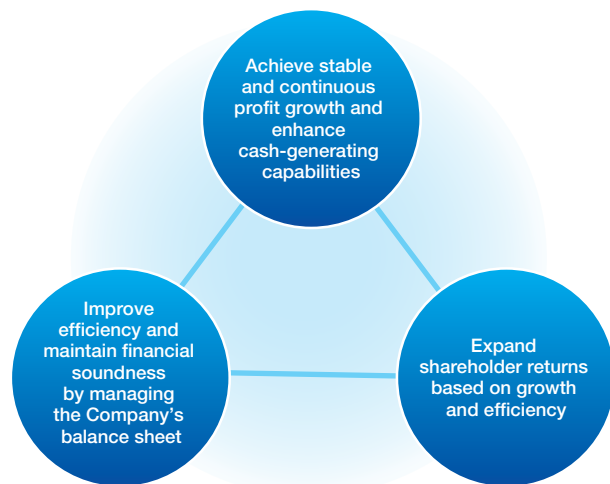 Achieve stable
and continuous
profit growth and
enhance
cash-generating
capabilities
Improve
efficiency and
maintain financial
soundness
by managing
the Company’s
balance sheet
Expand
shareholder returns
based on growth
and efficiency